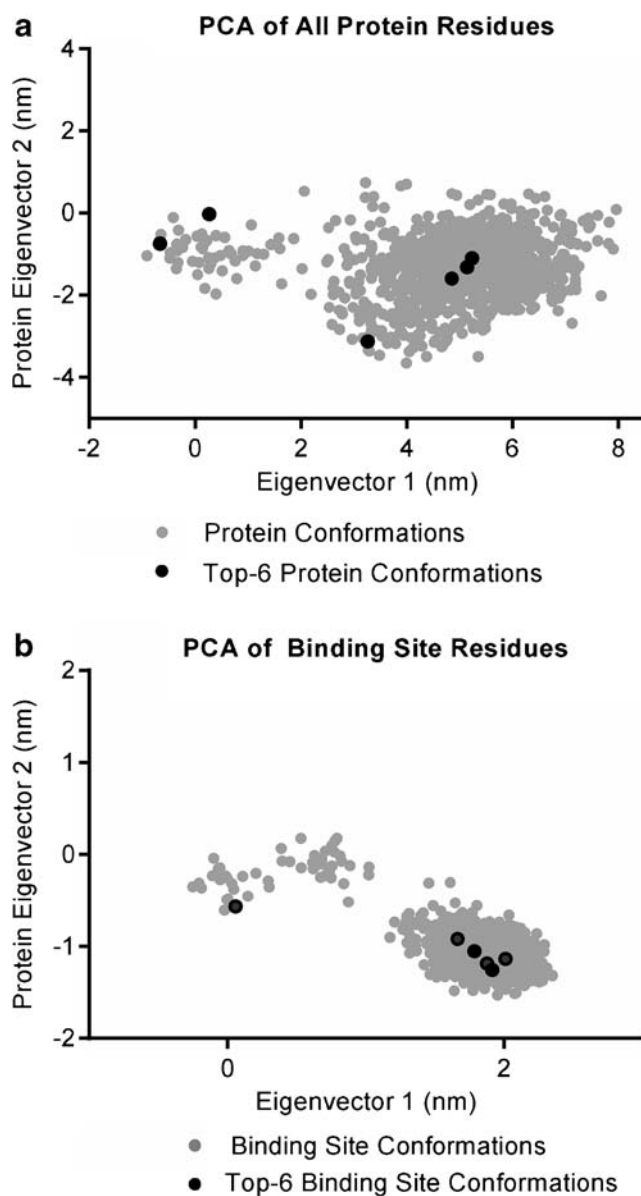 a
PCA of All Protein Residues
Protein Eigenvector 2 (nm)
4
2
0
-2
-4
-2
0
2
4
6
8
Eigenvector 1 (nm)
Protein Conformations
Top-6 Protein Conformations
b
PCA of Binding Site Residues
Protein Eigenvector 2 (nm)
2
1
0
-1
-2
0
2
Eigenvector 1 (nm)
Binding Site Conformations
Top-6 Binding Site Conformations